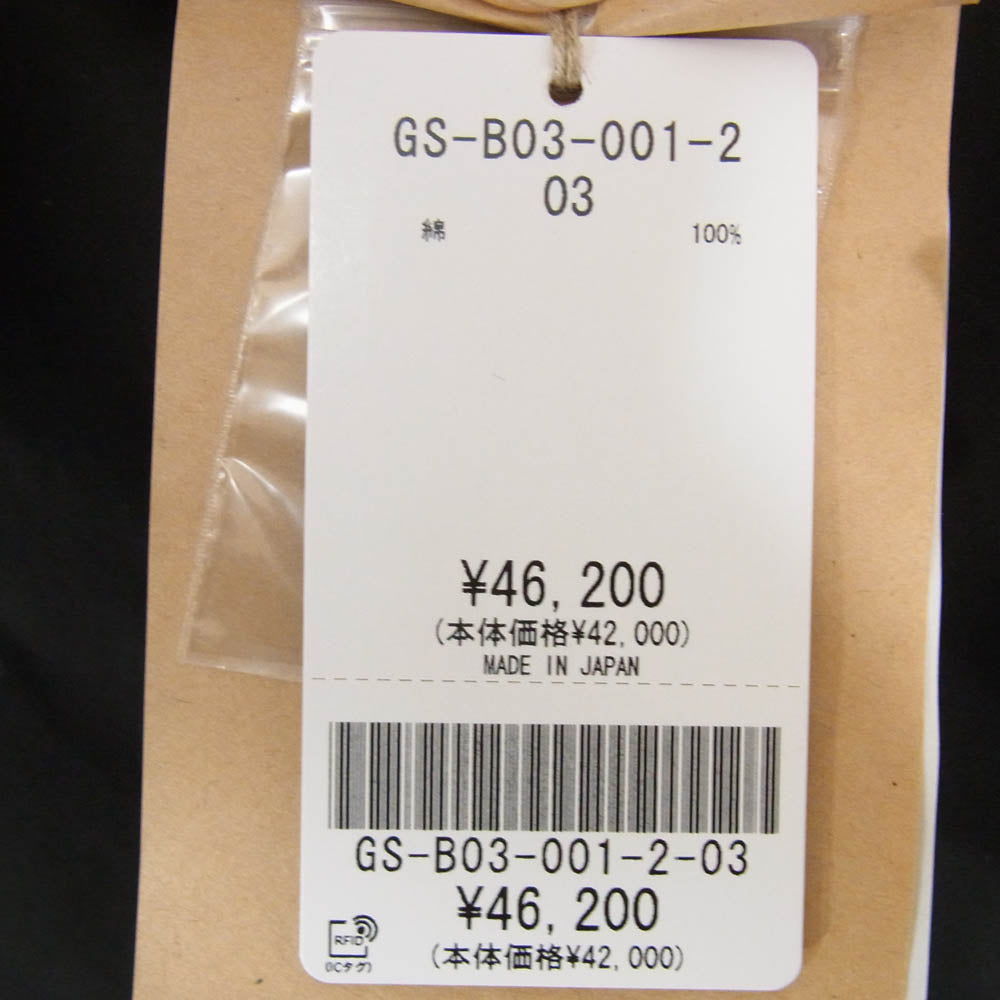 GS-B03-001-2
03
綿 100%
¥46,200
(本体価格¥42,000)
MADE IN JAPAN
GS-B03-001-2-03
¥46,200
(本体価格¥42,000)
RFID
(ICタグ)